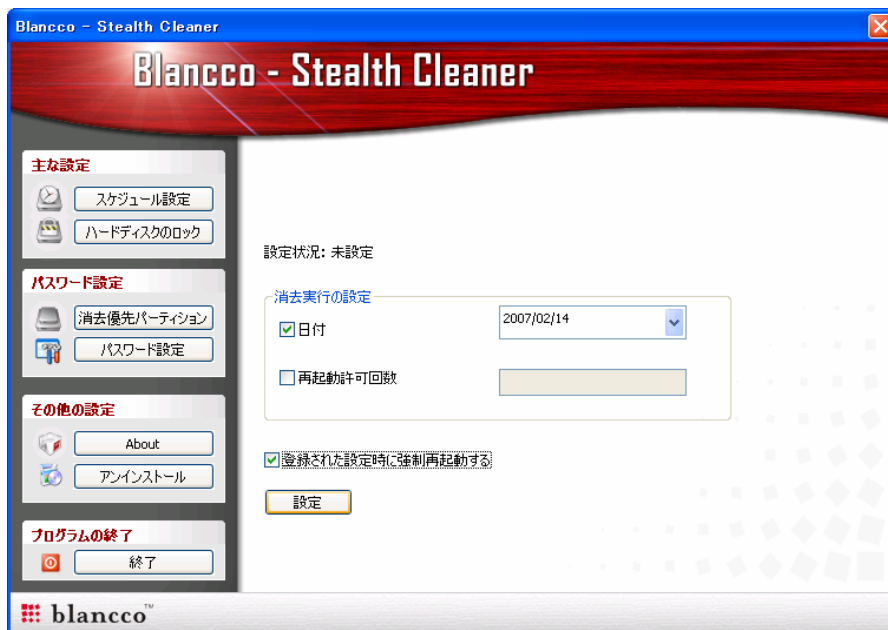 Blancco - Stealth Cleaner
Blancco - Stealth Cleaner
主な設定
スケジュール設定
ハードディスクのロック
パスワード設定
消去優先パーティション
パスワード設定
その他の設定
About
アンインストール
プログラムの終了
終了
設定状況: 未設定
消去実行の設定
日付
2007/02/14
再起動許可回数
登録された設定時に強制再起動する
設定
blancco™